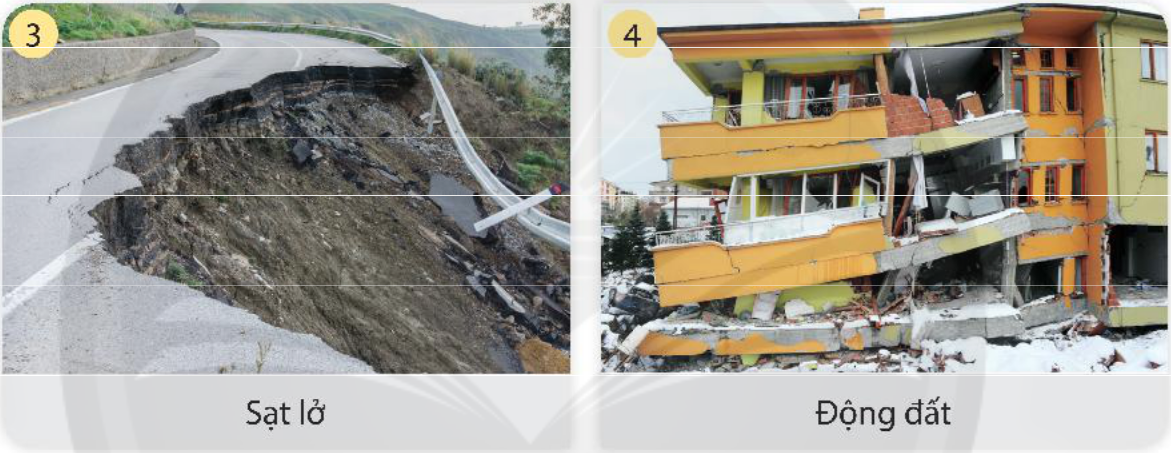 3
4
Sạt lở
Động đất